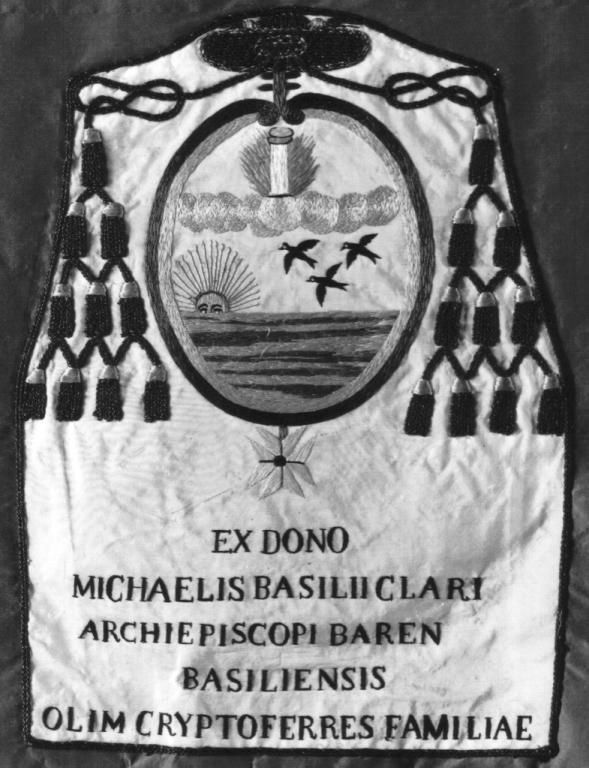 EX DONO
MICHAELIS BASILII CLARI
ARCHIEPISCOPI BAREN
BASILIENSIS
OLIM CRYPTOFERRES FAMILIAE